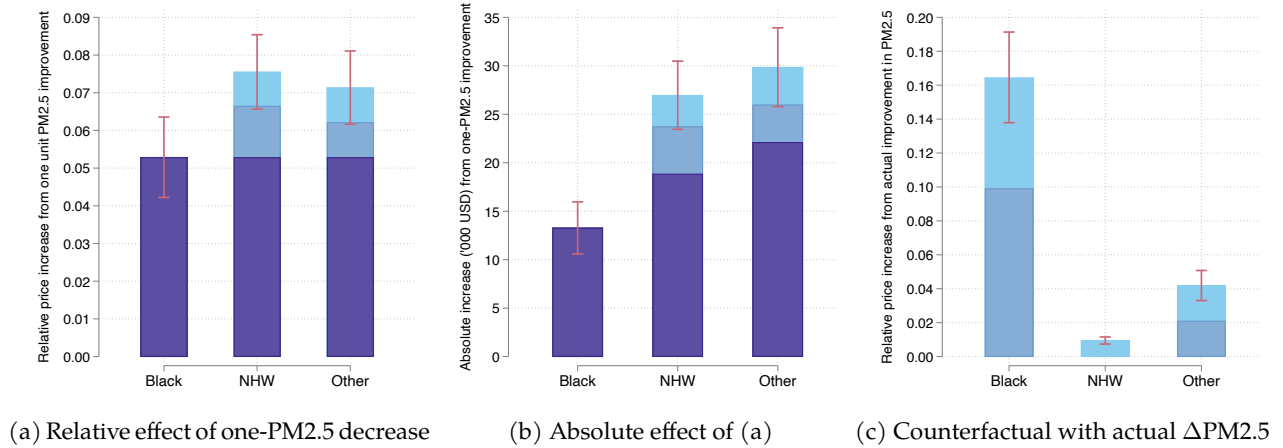 Relative price increase from one unit PM2.5 improvement
0.09
0.08
0.07
0.06
0.05
0.04
0.03
0.02
0.01
0.00
Black
NHW
Other
(a) Relative effect of one-PM2.5 decrease
Absolute increase ('000 USD) from one-PM2.5 improvement
35
30
25
20
15
10
5
0
Black
NHW
Other
(b) Absolute effect of (a)
Relative price increase from actual improvement in PM2.5
0.20
0.18
0.16
0.14
0.12
0.10
0.08
0.06
0.04
0.02
0.00
Black
NHW
Other
(c) Counterfactual with actual ΔPM2.5